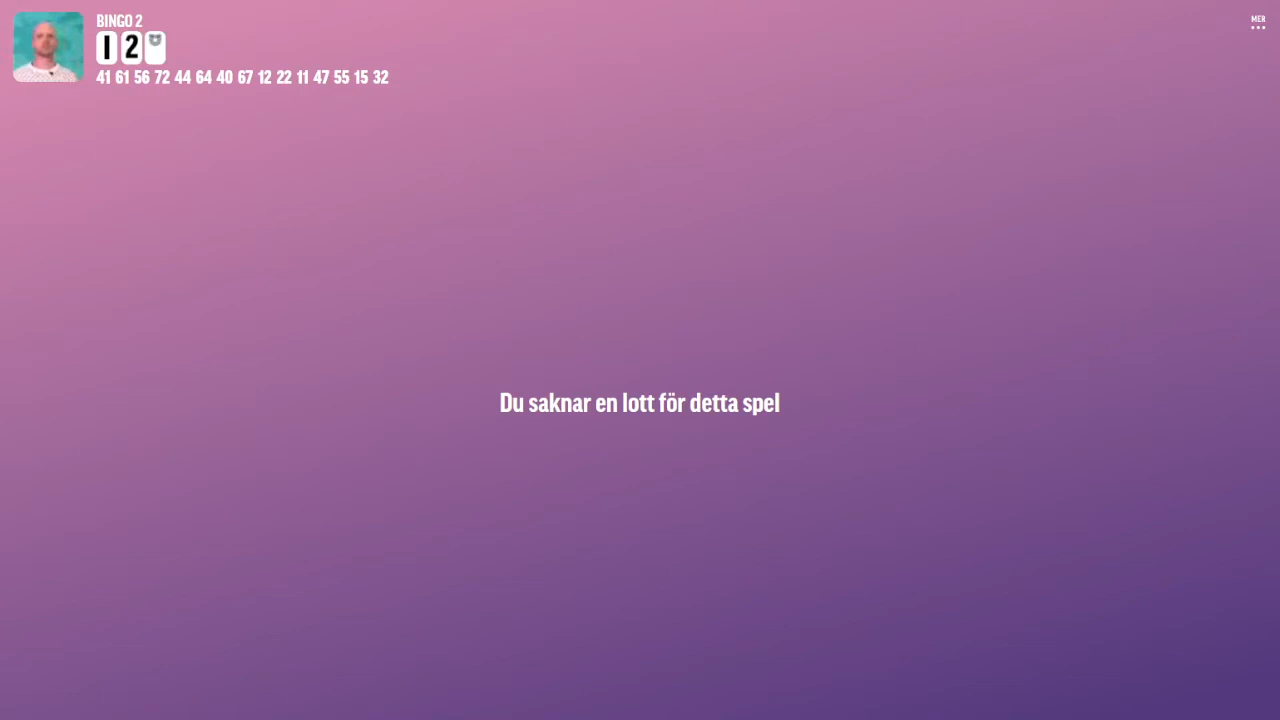 BINGO 2
1 2
41 61 56 72 44 64 40 67 12 22 11 47 55 15 32
MER
Du saknar en lott för detta spel